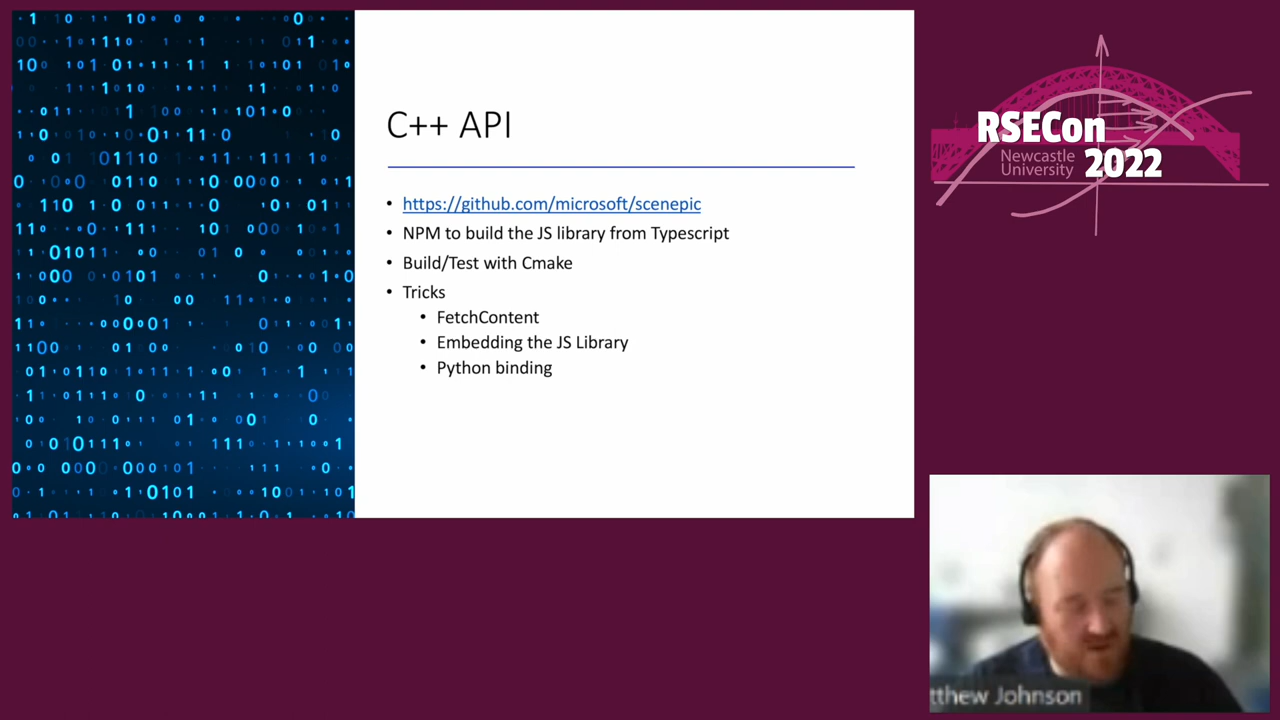 C++ API
https://github.com/microsoft/scenepic
NPM to build the JS library from Typescript
Build/Test with Cmake
Tricks
FetchContent
Embedding the JS Library
Python binding
RSECon
Newcastle
University
2022
tthew Johnson